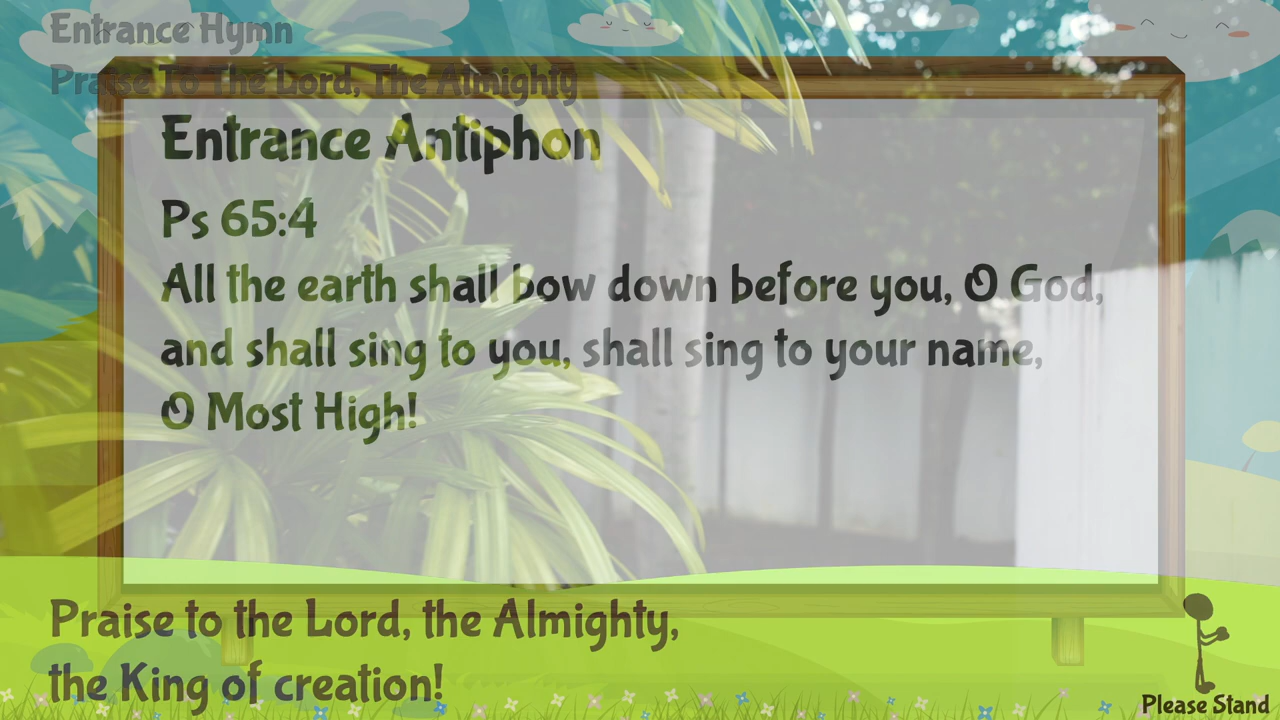 Entrance Hymn
Praise To The Lord, The Almighty
Entrance Antiphon
Ps 65:4
All the earth shall bow down before you, O God,
and shall sing to you, shall sing to your name,
O Most High!
Praise to the Lord, the Almighty,
the King of creation!
Please Stand